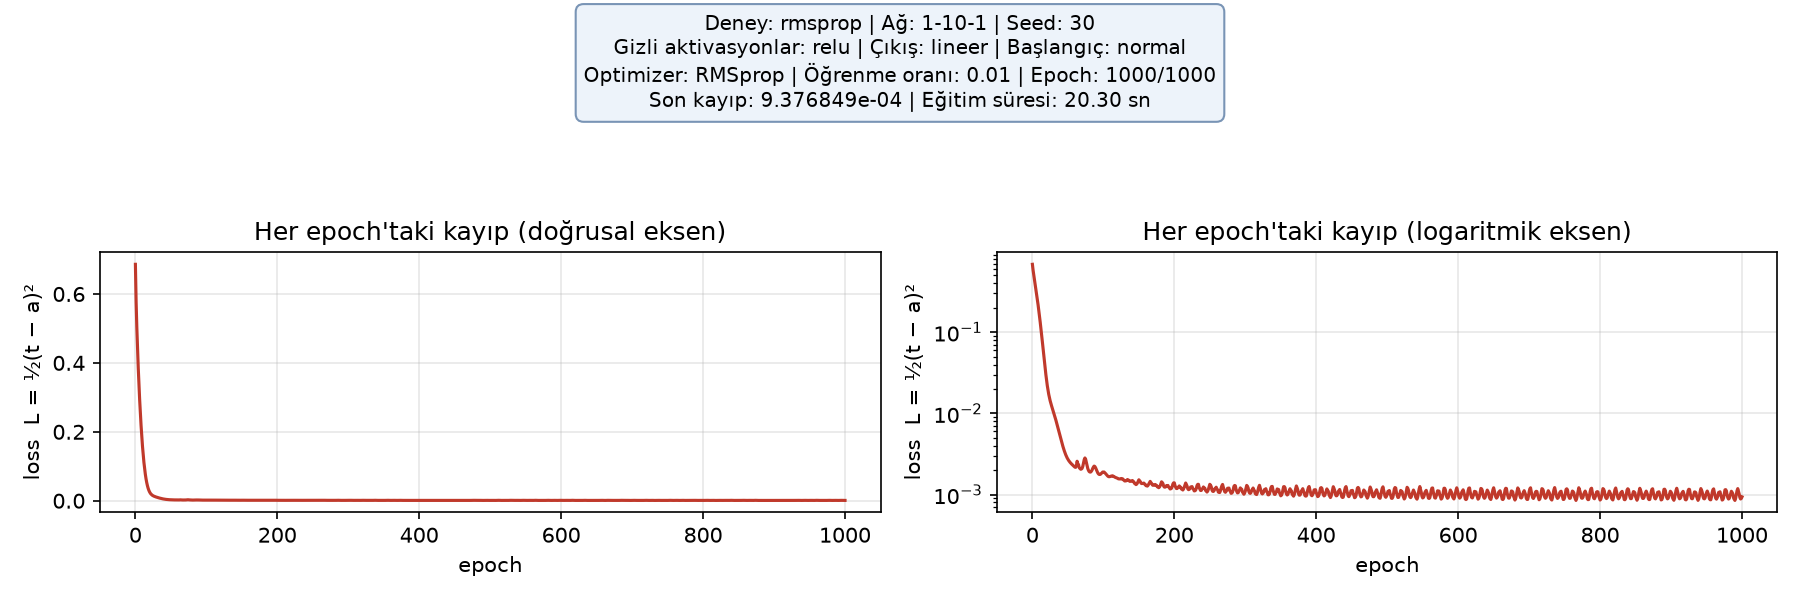 Deney: rmsprop | Ağ: 1-10-1 | Seed: 30
Gizli aktivasyonlar: relu | Çıkış: lineer | Başlangıç: normal
Optimizer: RMSprop | Öğrenme oranı: 0.01 | Epoch: 1000/1000
Son kayıp: 9.376849e-04 | Eğitim süresi: 20.30 sn
Her epoch'taki kayıp (doğrusal eksen)
loss L = ½(t − a)²
0.6
0.4
0.2
0.0
0 200 400 600 800 1000
epoch
Her epoch'taki kayıp (logaritmik eksen)
loss L = ½(t − a)²
10⁻¹
10⁻²
10⁻³
0 200 400 600 800 1000
epoch